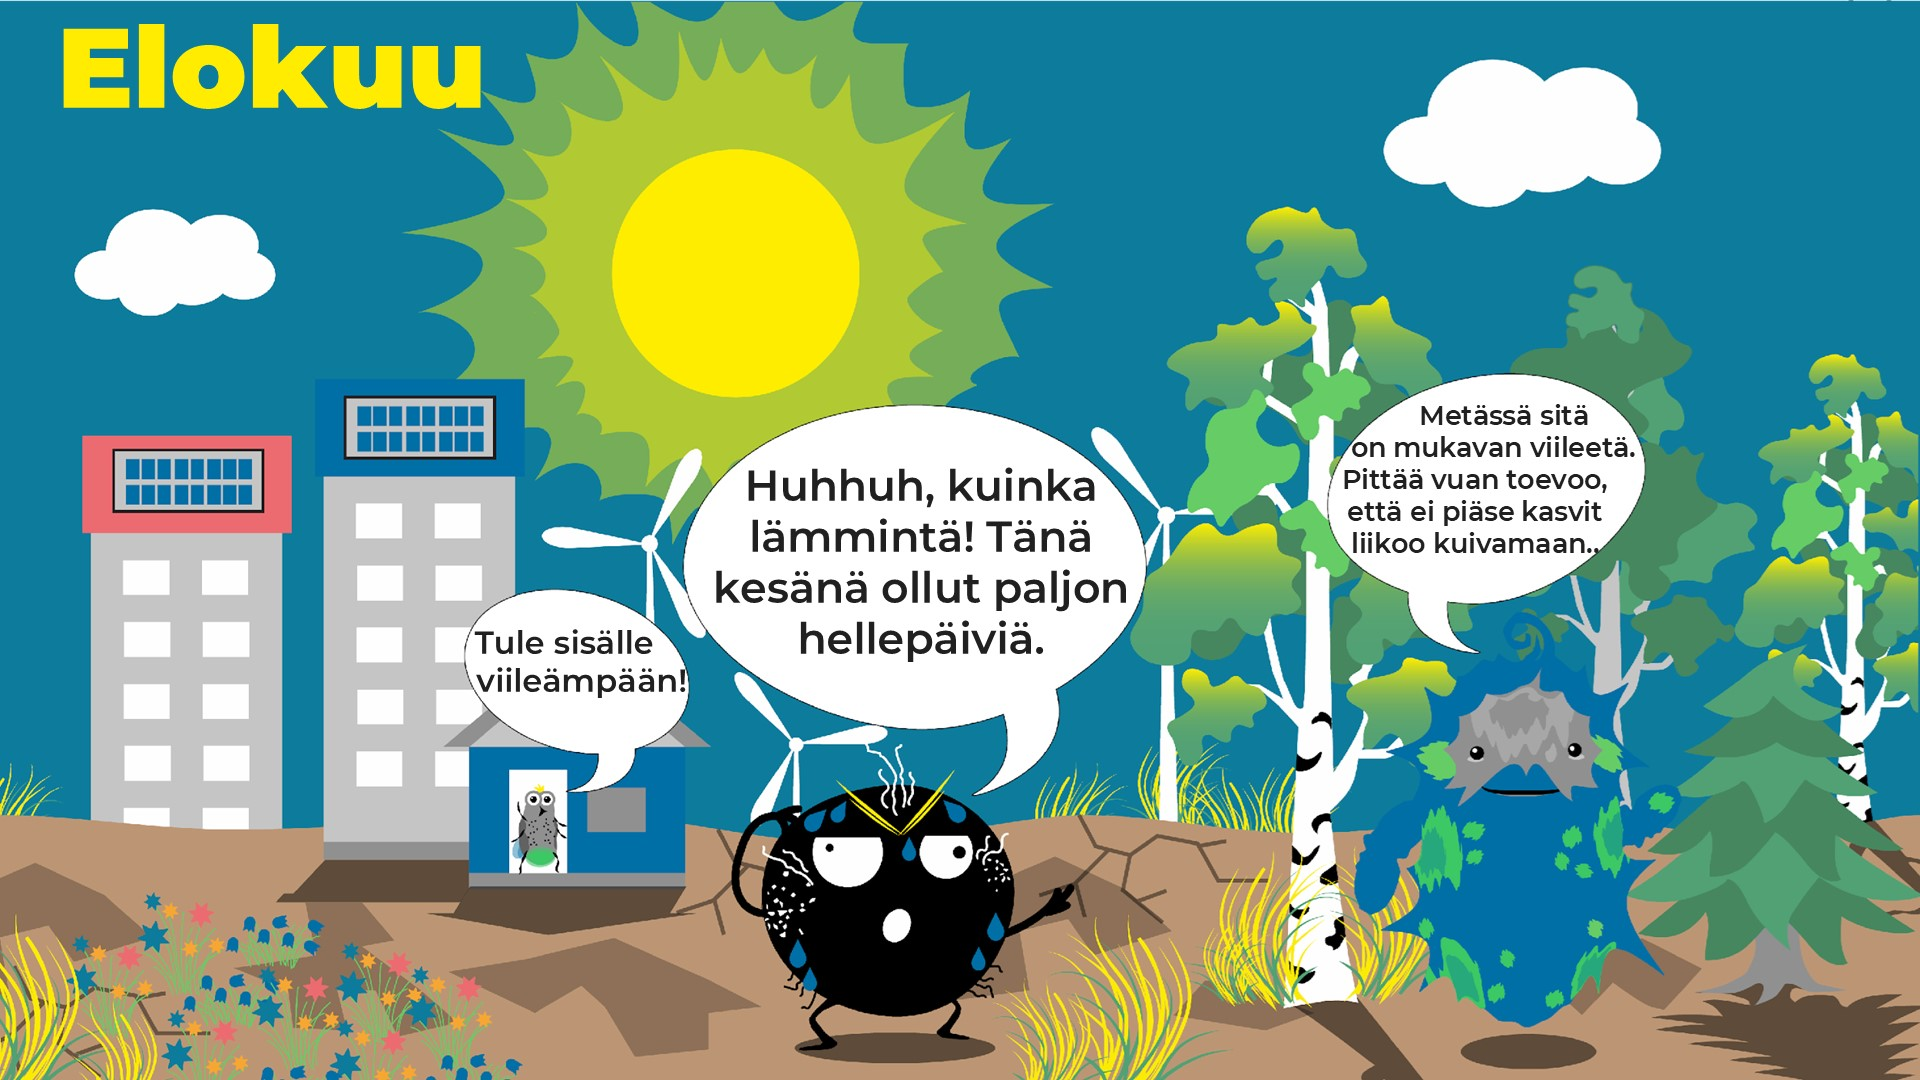 Elokuu
Tule sisälle
viileämpään!
Huhhuh, kuinka
lämmintä! Tänä
kesänä ollut paljon
hellepäiviä.
Metässä sitä
on mukavan viileetä.
Pittää vuan toevoo,
että ei piäse kasvit
liikoo kuivamaan..